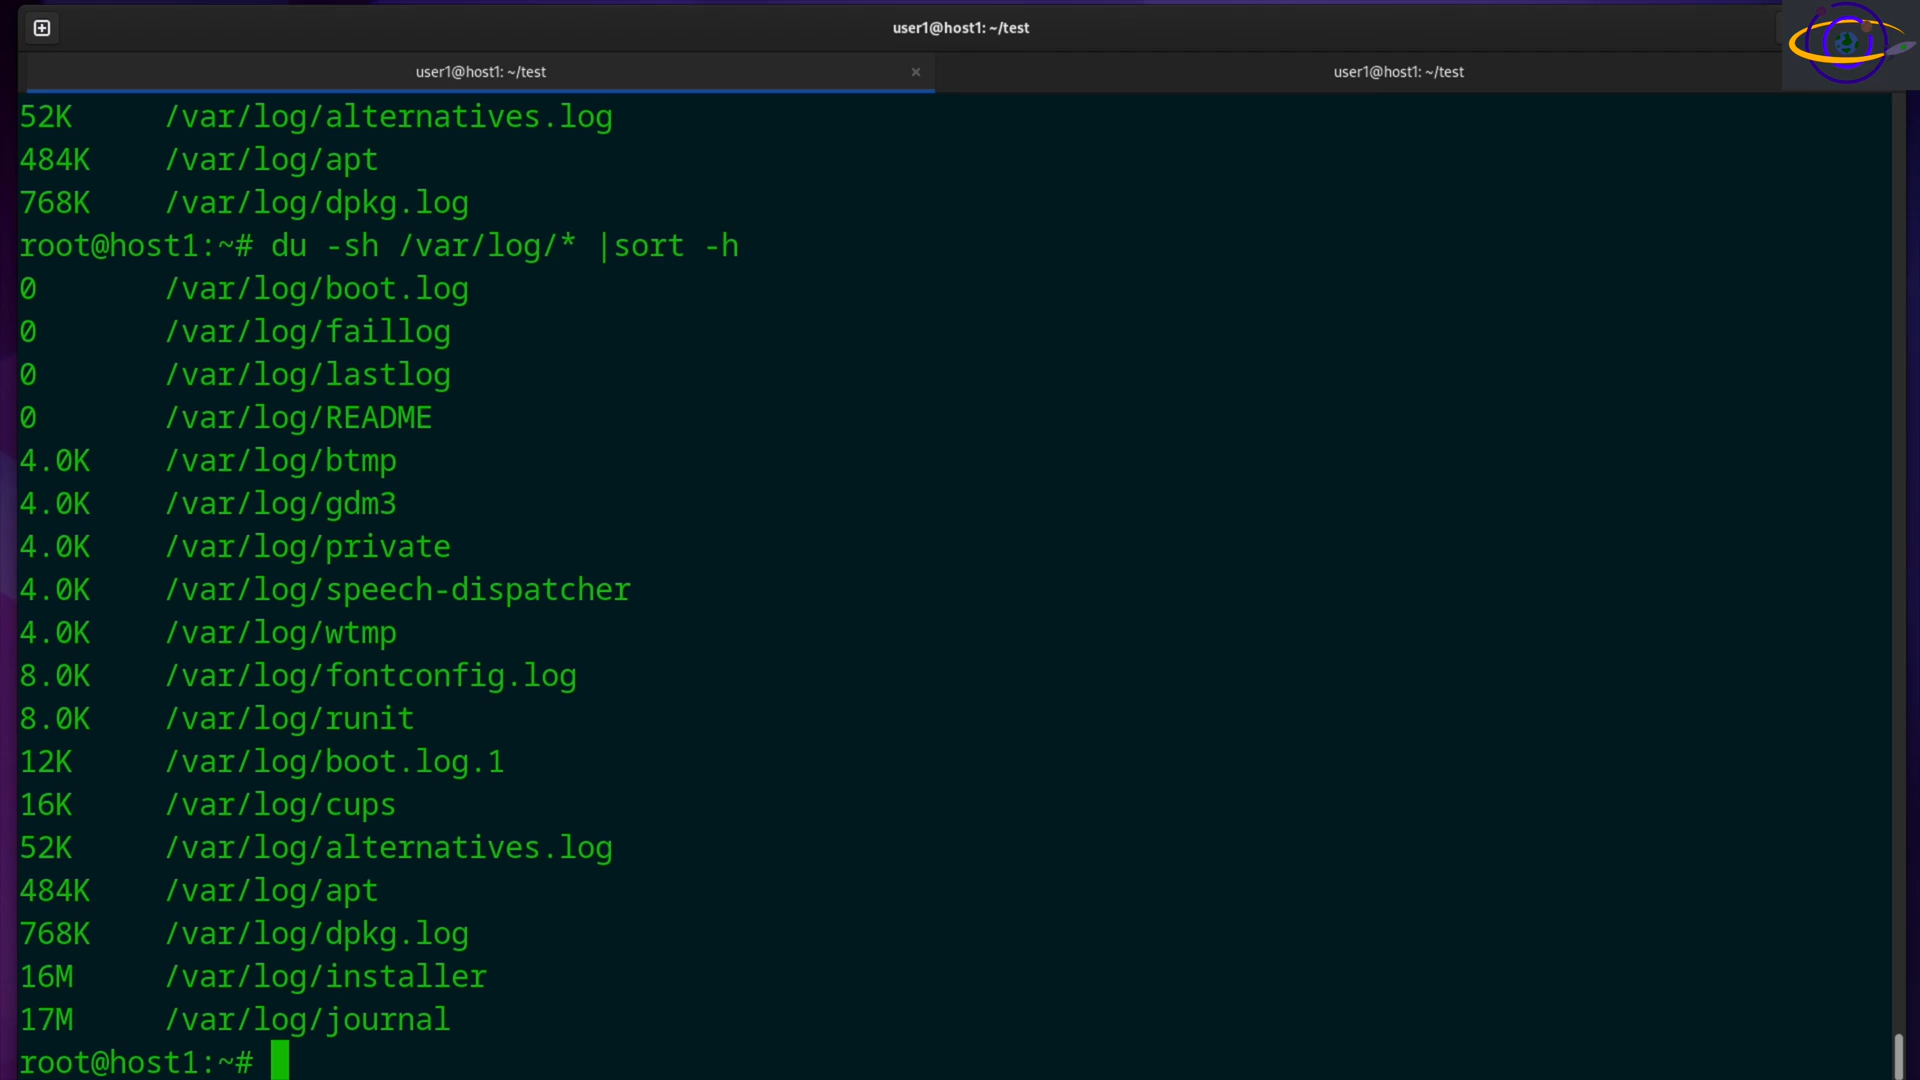 user1@host1: ~/test
user1@host1: ~/test × user1@host1: ~/test
52K /var/log/alternatives.log
484K /var/log/apt
768K /var/log/dpkg.log
root@host1:~# du -sh /var/log/* |sort -h
0 /var/log/boot.log
0 /var/log/faillog
0 /var/log/lastlog
0 /var/log/README
4.0K /var/log/btmp
4.0K /var/log/gdm3
4.0K /var/log/private
4.0K /var/log/speech-dispatcher
4.0K /var/log/wtmp
8.0K /var/log/fontconfig.log
8.0K /var/log/runit
12K /var/log/boot.log.1
16K /var/log/cups
52K /var/log/alternatives.log
484K /var/log/apt
768K /var/log/dpkg.log
16M /var/log/installer
17M /var/log/journal
root@host1:~#